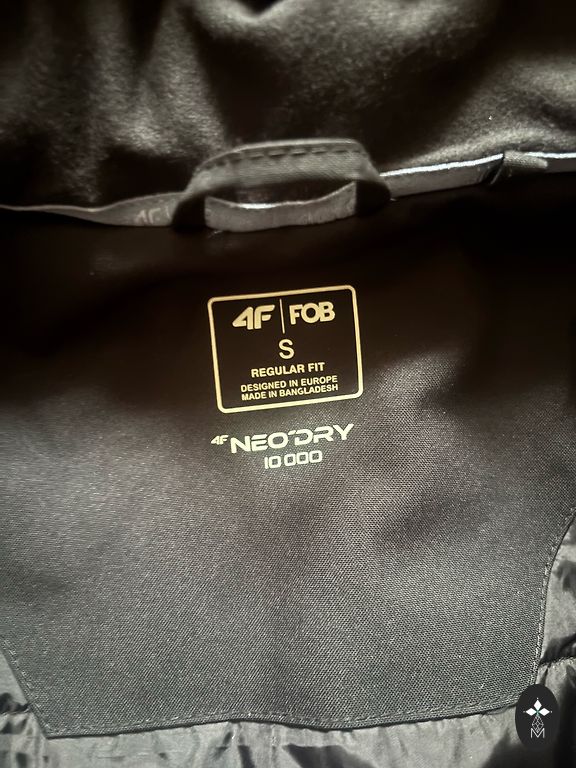 4F | FOB
S
REGULAR FIT
DESIGNED IN EUROPE
MADE IN BANGLADESH
4F NEO'DRY
10 000
M